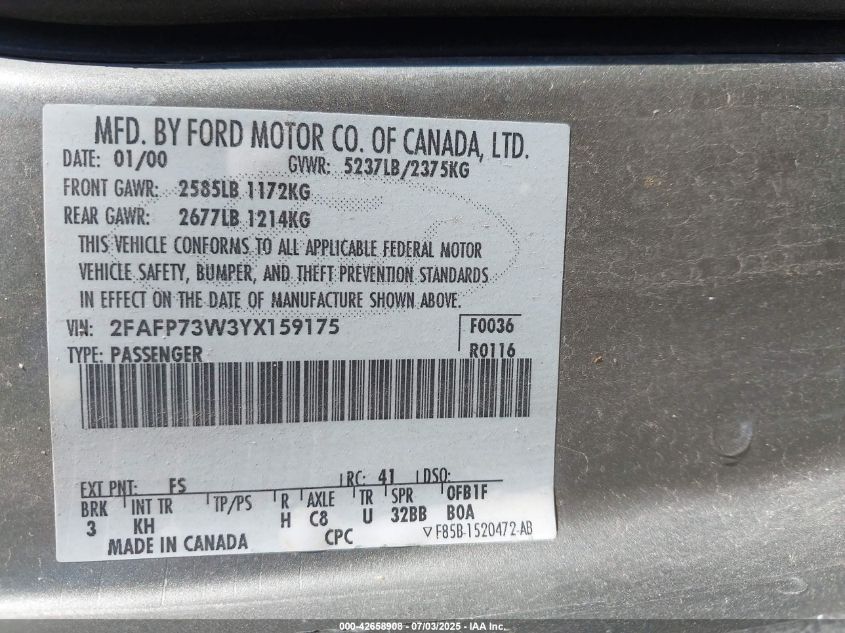 MFD. BY FORD MOTOR CO. OF CANADA, LTD.
DATE: 01/00 GVWR: 5237LB/2375KG
FRONT GAWR: 2585LB 1172KG
REAR GAWR: 2677LB 1214KG
THIS VEHICLE CONFORMS TO ALL APPLICABLE FEDERAL MOTOR
VEHICLE SAFETY, BUMPER, AND THEFT PREVENTION STANDARDS
IN EFFECT ON THE DATE OF MANUFACTURE SHOWN ABOVE.
VIN: 2FAFP73W3YX159175 F0036
TYPE: PASSENGER R0116
EXT PNT: FS RC: 41 DSO:
BRK INT TR TP/PS R AXLE TR SPR OFB1F
3 KH H C8 U 32BB BOA
MADE IN CANADA CPC F85B-1520472-AB
000-42658908 - 07/03/2025 - IAA Inc.